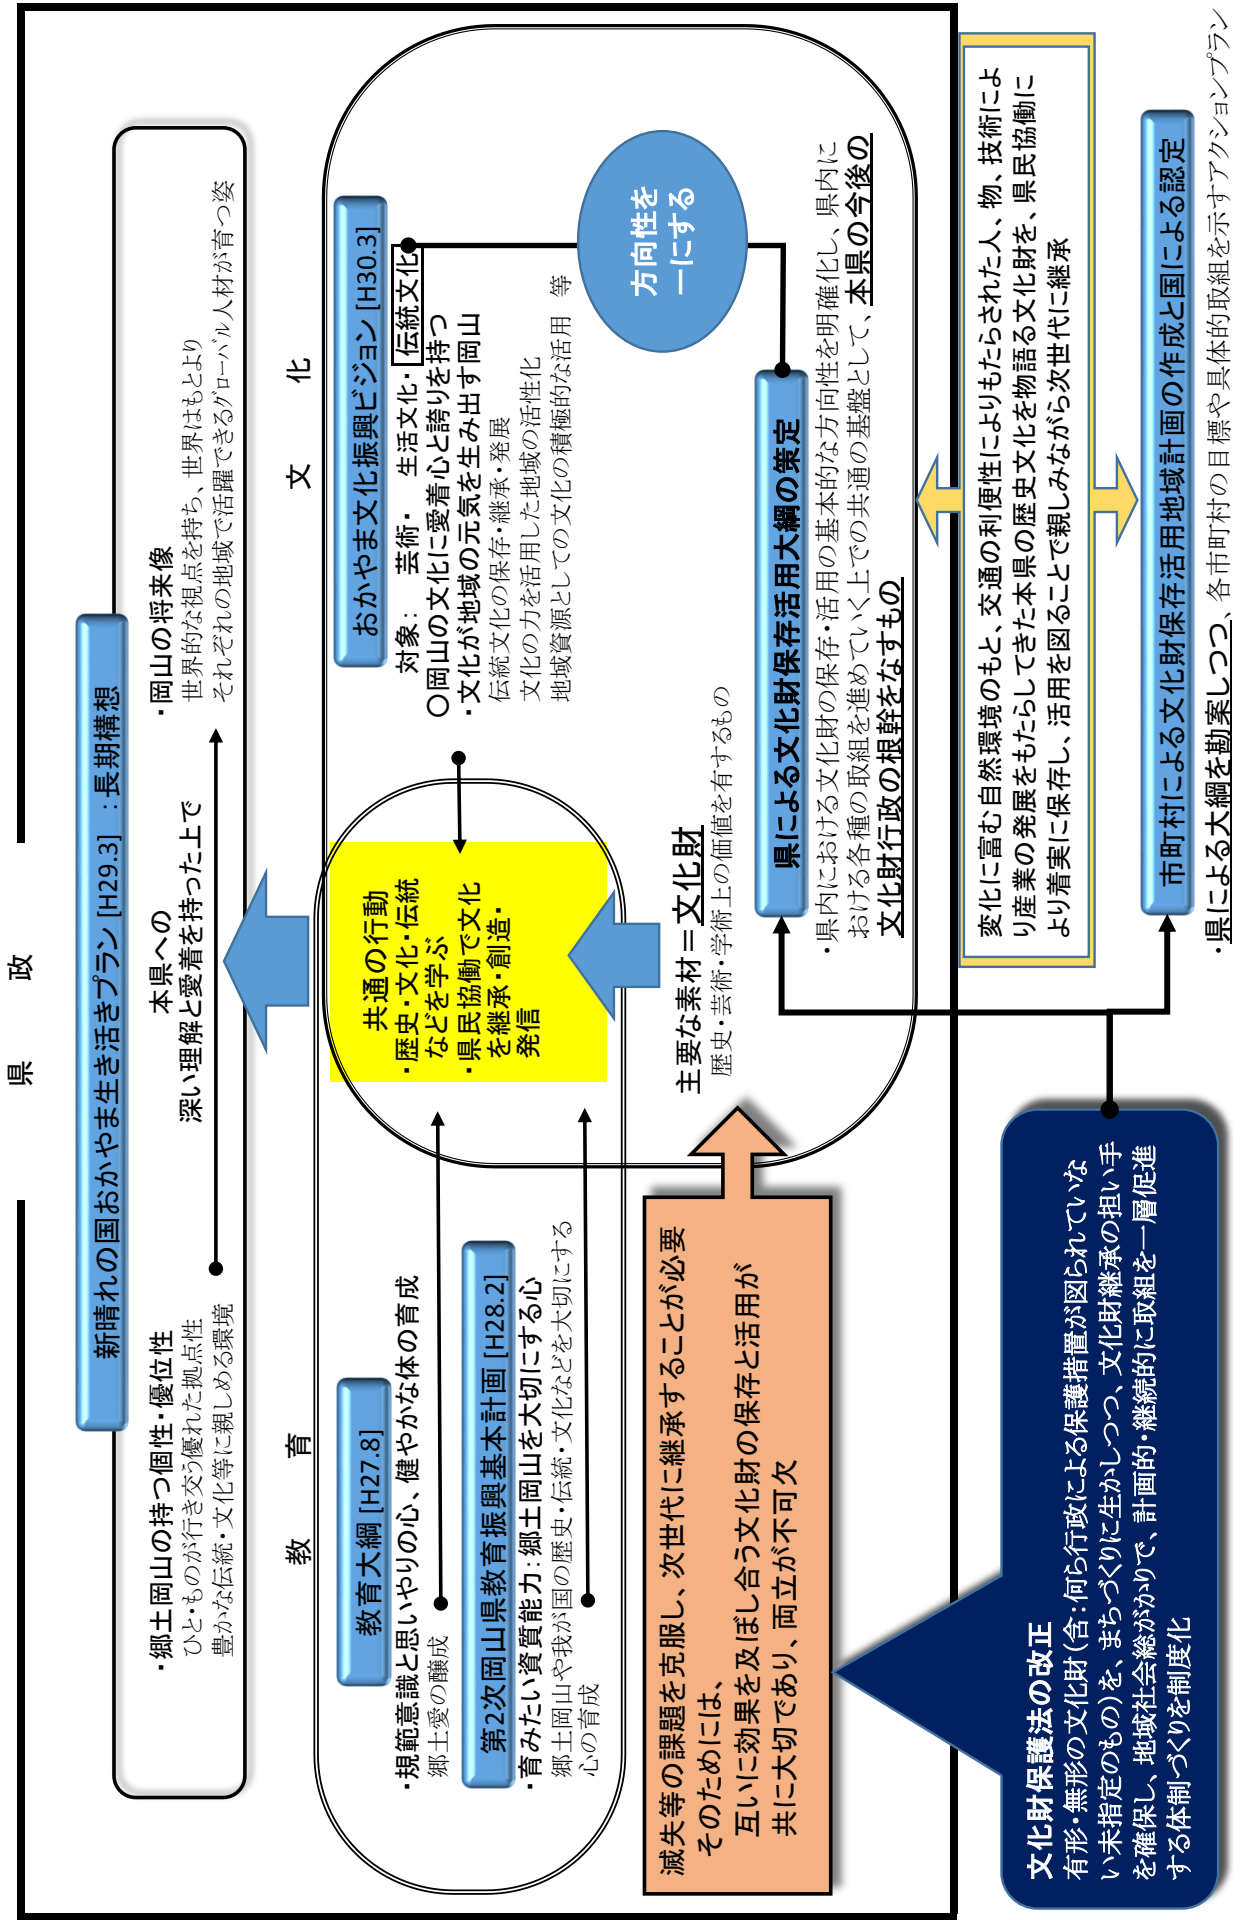 県　政
新晴れの国おかやま生き活きプラン [H29.3] ：長期構想
・郷土岡山の持つ個性・優位性
ひと・ものが行き交う優れた拠点性
豊かな伝統・文化等に親しめる環境
本県への
深い理解と愛着を持った上で
・岡山の将来像
世界的な視点を持ち、世界はもとより
それぞれの地域で活躍できるグローバル人材が育つ姿
教　育
教育大綱 [H27.8]
・規範意識と思いやりの心、健やかな体の育成
郷土愛の醸成
第2次岡山県教育振興基本計画 [H28.2]
・育みたい資質能力：郷土岡山を大切にする心
郷土岡山や我が国の歴史・伝統・文化などを大切にする
心の育成
共通の行動
・歴史・文化・伝統
などを学ぶ
・県民協働で文化
を継承・創造・
発信
文　化
おかやま文化振興ビジョン [H30.3]
対象：　芸術・　生活文化・伝統文化
〇岡山の文化に愛着心と誇りを持つ
・文化が地域の元気を生み出す岡山
伝統文化の保存・継承・発展
文化の力を活用した地域の活性化
地域資源としての文化の積極的な活用　等
方向性を
一にする
主要な素材＝文化財
歴史・芸術・学術上の価値を有するもの
県による文化財保存活用大綱の策定
・県内における文化財の保存・活用の基本的な方向性を明確化し、県内に
おける各種の取組を進めていく上での共通の基盤として、本県の今後の
文化財行政の根幹をなすもの
滅失等の課題を克服し、次世代に継承することが必要
そのためには、
互いに効果を及ぼし合う文化財の保存と活用が
共に大切であり、両立が不可欠
変化に富む自然環境のもと、交通の利便性によりもたらされた人、物、技術によ
り産業の発展をもたらしてきた本県の歴史文化を物語る文化財を、県民協働に
より着実に保存し、活用を図ることで親しみながら次世代に継承
文化財保護法の改正
有形・無形の文化財（含：何ら行政による保護措置が図られていな
い未指定のもの）を、まちづくりに生かしつつ、文化財継承の担い手
を確保し、地域社会総がかりで、計画的・継続的に取組を一層促進
する体制づくりを制度化
市町村による文化財保存活用地域計画の作成と国による認定
・県による大綱を勘案しつつ、各市町村の目標や具体的取組を示すアクションプラン